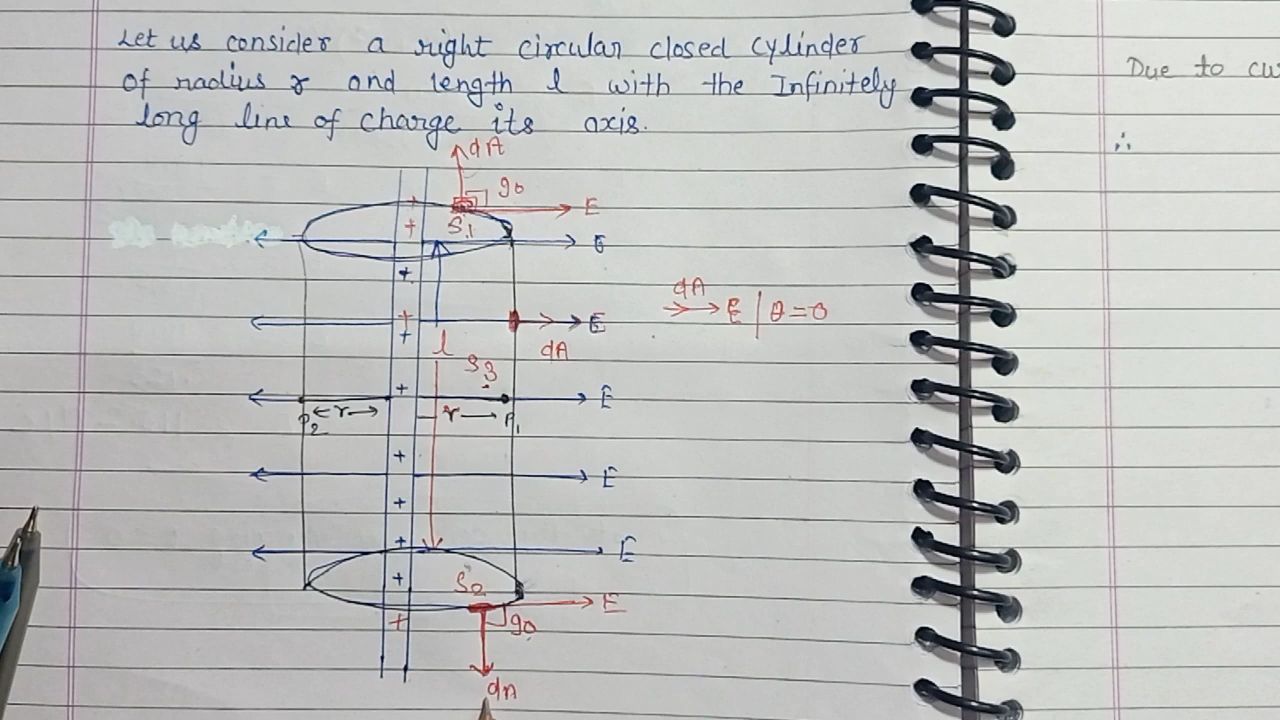 Let us consider a right circular closed cylinder
of radius r and length l with the Infinitely
long line of charge its axis.
Due to
∴
dA
90
E
S1
E
dA
E | θ = 0
E
dA
l
S3
E
P2 ← r → r → P1
E
E
S2
E
90
dA